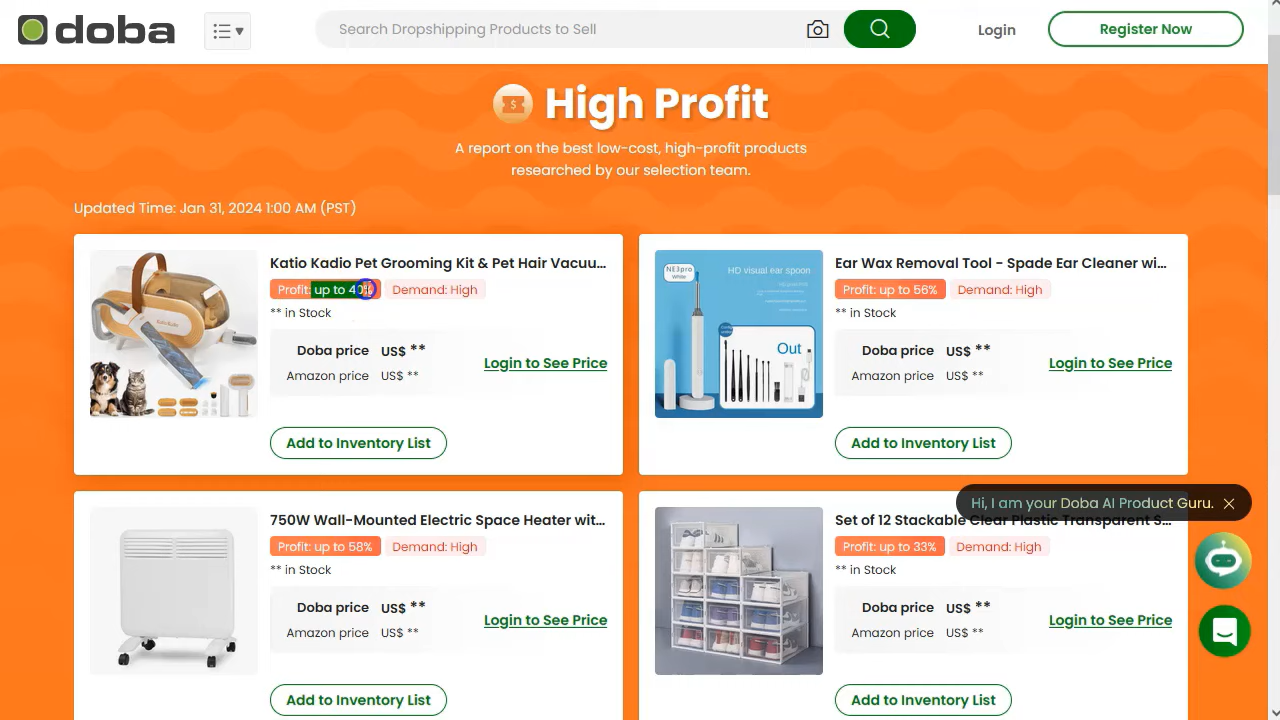 doba
Search Dropshipping Products to Sell
Login
Register Now
High Profit
A report on the best low-cost, high-profit products
researched by our selection team.
Updated Time: Jan 31, 2024 1:00 AM (PST)
Katio Kadio Pet Grooming Kit & Pet Hair Vacuu...
Profit: up to 40%
Demand: High
** in Stock
Doba price US$ **
Amazon price US$ **
Login to See Price
Add to Inventory List
NE3pro
White
HD visual ear spoon
Out
Ear Wax Removal Tool - Spade Ear Cleaner wi...
Profit: up to 56%
Demand: High
** in Stock
Doba price US$ **
Amazon price US$ **
Login to See Price
Add to Inventory List
750W Wall-Mounted Electric Space Heater wit...
Profit: up to 58%
Demand: High
** in Stock
Doba price US$ **
Amazon price US$ **
Login to See Price
Add to Inventory List
Set of 12 Stackable Clear Plastic Transparent S...
Profit: up to 33%
Demand: High
** in Stock
Doba price US$ **
Amazon price US$ **
Login to See Price
Add to Inventory List
Hi, I am your Doba AI Product Guru.